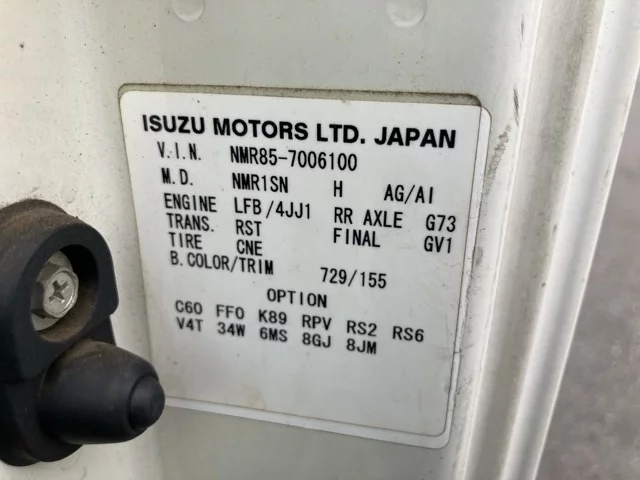 ISUZU MOTORS LTD. JAPAN
V.I.N. NMR85-7006100
M.D. NMR1SN H AG/AI
ENGINE LFB/4JJ1 RR AXLE G73
TRANS. RST FINAL GV1
TIRE CNE
B.COLOR/TRIM 729/155
OPTION
C60 FF0 K89 RPV RS2 RS6
V4T 34W 6MS 8GJ 8JM